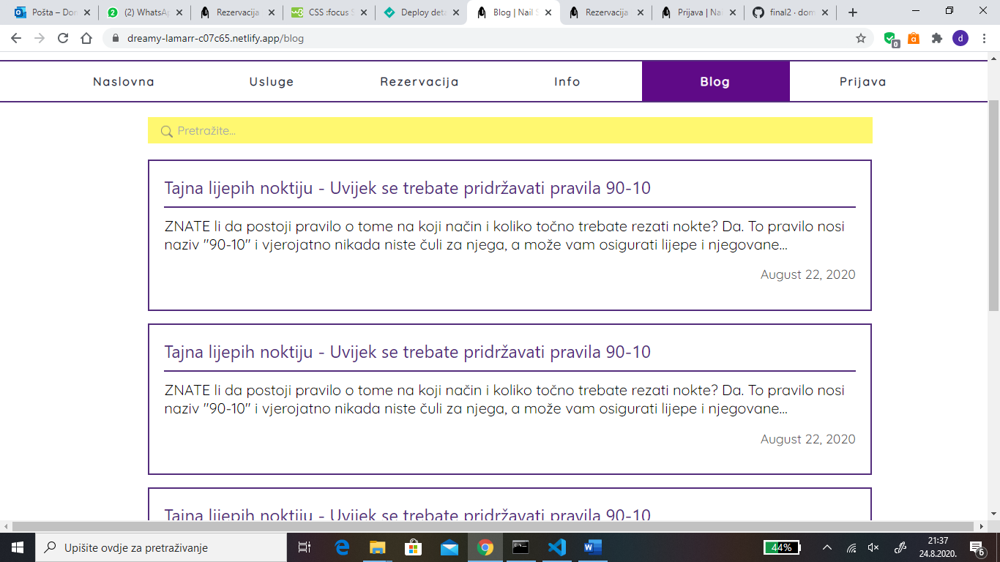 Pošta – Don
(2) WhatsAp
Rezervacija
CSS :focus S
Deploy deta
Blog | Nail S
Rezervacija
Prijava | Nai
final2 · dom
dreamy-lamarr-c07c65.netlify.app/blog
0
a
d
Naslovna
Usluge
Rezervacija
Info
Blog
Prijava
Pretražite...
Tajna lijepih noktiju - Uvijek se trebate pridržavati pravila 90-10
ZNATE li da postoji pravilo o tome na koji način i koliko točno trebate rezati nokte? Da. To pravilo nosi
naziv "90-10" i vjerojatno nikada niste čuli za njega, a može vam osigurati lijepe i njegovane...
August 22, 2020
Tajna lijepih noktiju - Uvijek se trebate pridržavati pravila 90-10
ZNATE li da postoji pravilo o tome na koji način i koliko točno trebate rezati nokte? Da. To pravilo nosi
naziv "90-10" i vjerojatno nikada niste čuli za njega, a može vam osigurati lijepe i njegovane...
August 22, 2020
Tajna lijepih noktiju - Uvijek se trebate pridržavati pravila 90-10
Upišite ovdje za pretraživanje
44%
21:37
24.8.2020.
6